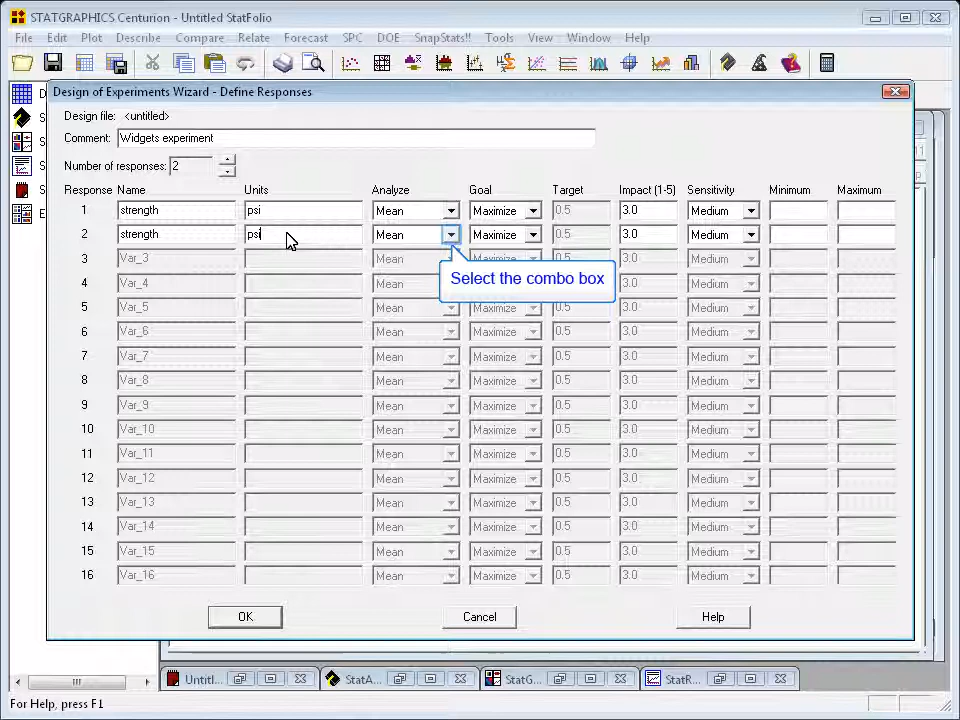 STATGRAPHICS Centurion - Untitled StatFolio
File Edit Plot Describe Compare Relate Forecast SPC DOE SnapStats!! Tools View Window Help
Design of Experiments Wizard - Define Responses
Design file: <untitled>
Comment: Widgets experiment
Number of responses: 2
Response Name Units Analyze Goal Target Impact (1-5) Sensitivity Minimum Maximum
1 strength psi Mean Maximize 0.5 3.0 Medium
2 strength psi Mean Maximize 0.5 3.0 Medium
3 Var_3 Mean 3.0 Medium
Select the combo box
4 Var_4 Mean 3.0 Medium
5 Var_5 Mean Maximize 0.5 3.0 Medium
6 Var_6 Mean Maximize 0.5 3.0 Medium
7 Var_7 Mean Maximize 0.5 3.0 Medium
8 Var_8 Mean Maximize 0.5 3.0 Medium
9 Var_9 Mean Maximize 0.5 3.0 Medium
10 Var_10 Mean Maximize 0.5 3.0 Medium
11 Var_11 Mean Maximize 0.5 3.0 Medium
12 Var_12 Mean Maximize 0.5 3.0 Medium
13 Var_13 Mean Maximize 0.5 3.0 Medium
14 Var_14 Mean Maximize 0.5 3.0 Medium
15 Var_15 Mean Maximize 0.5 3.0 Medium
16 Var_16 Mean Maximize 0.5 3.0 Medium
OK Cancel Help
Untitl... StatA... StatG... StatR...
For Help, press F1